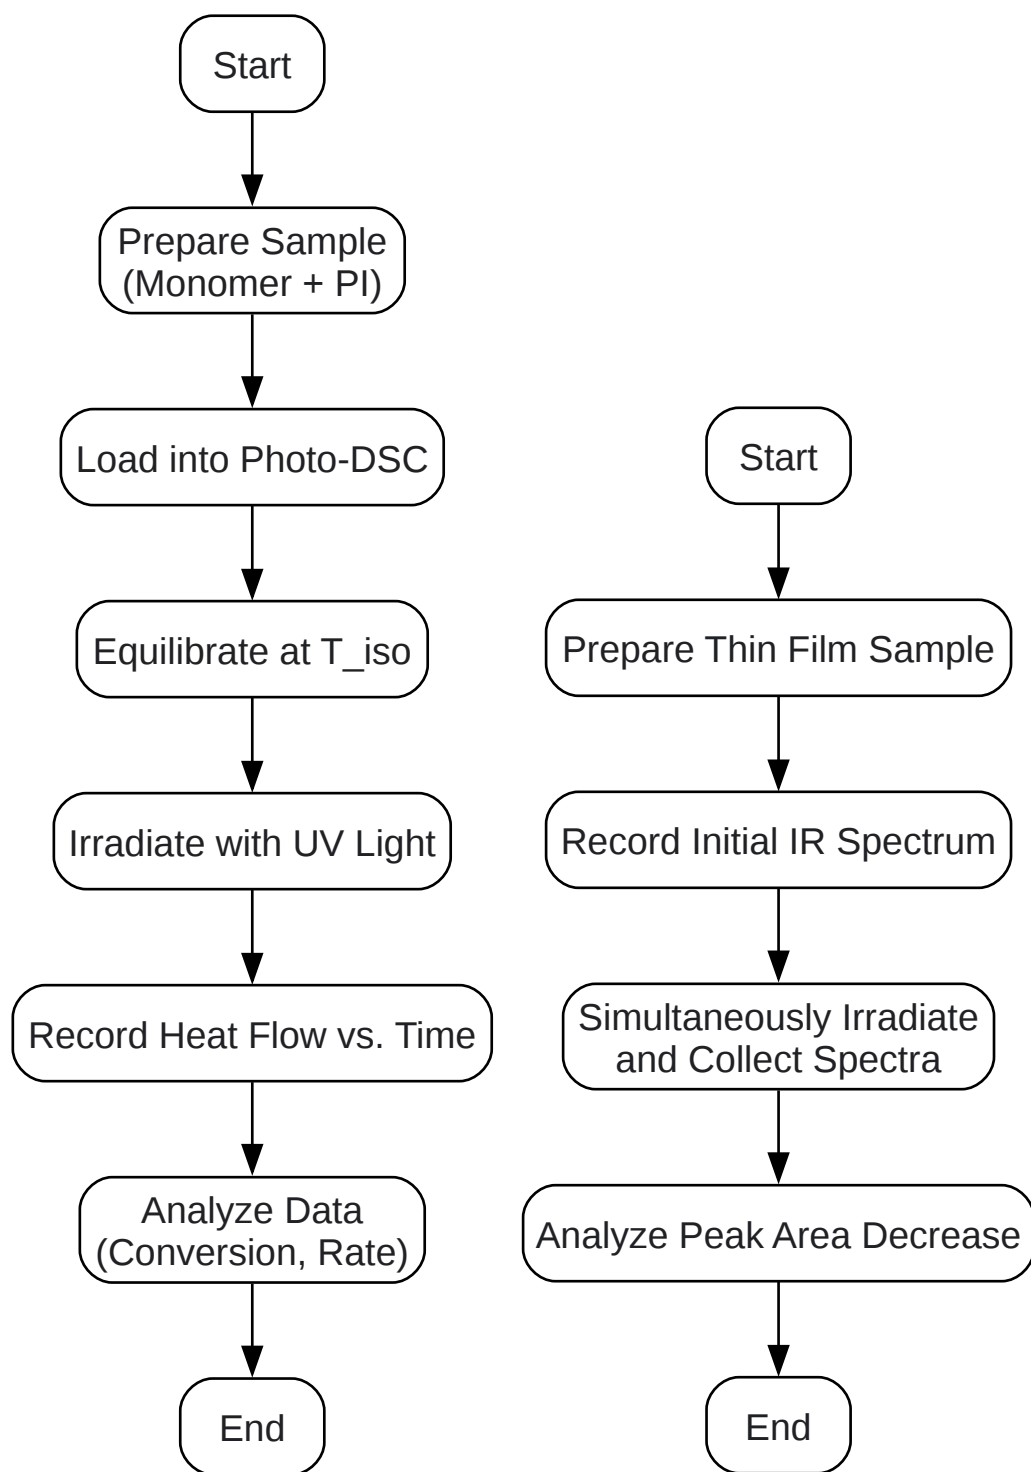 Start
Prepare Sample
(Monomer + PI)
Load into Photo-DSC
Equilibrate at T_iso
Irradiate with UV Light
Record Heat Flow vs. Time
Analyze Data
(Conversion, Rate)
End
Start
Prepare Thin Film Sample
Record Initial IR Spectrum
Simultaneously Irradiate
and Collect Spectra
Analyze Peak Area Decrease
End